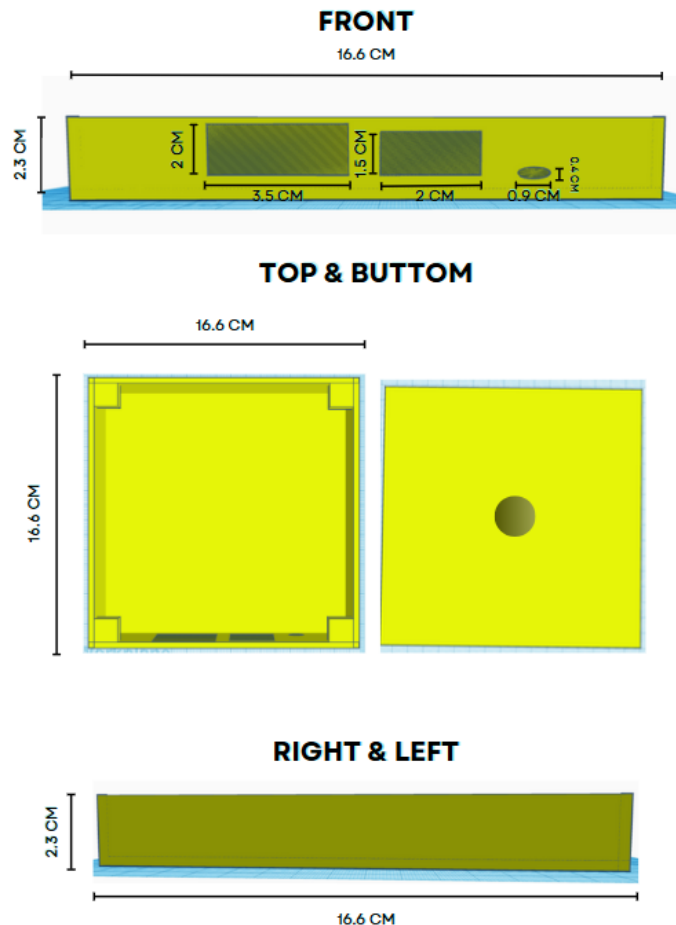 FRONT
16.6 CM
2.3 CM
2 CM
1.5 CM
0.4 CM
3.5 CM
2 CM
0.9 CM
TOP & BUTTOM
16.6 CM
16.6 CM
RIGHT & LEFT
2.3 CM
16.6 CM